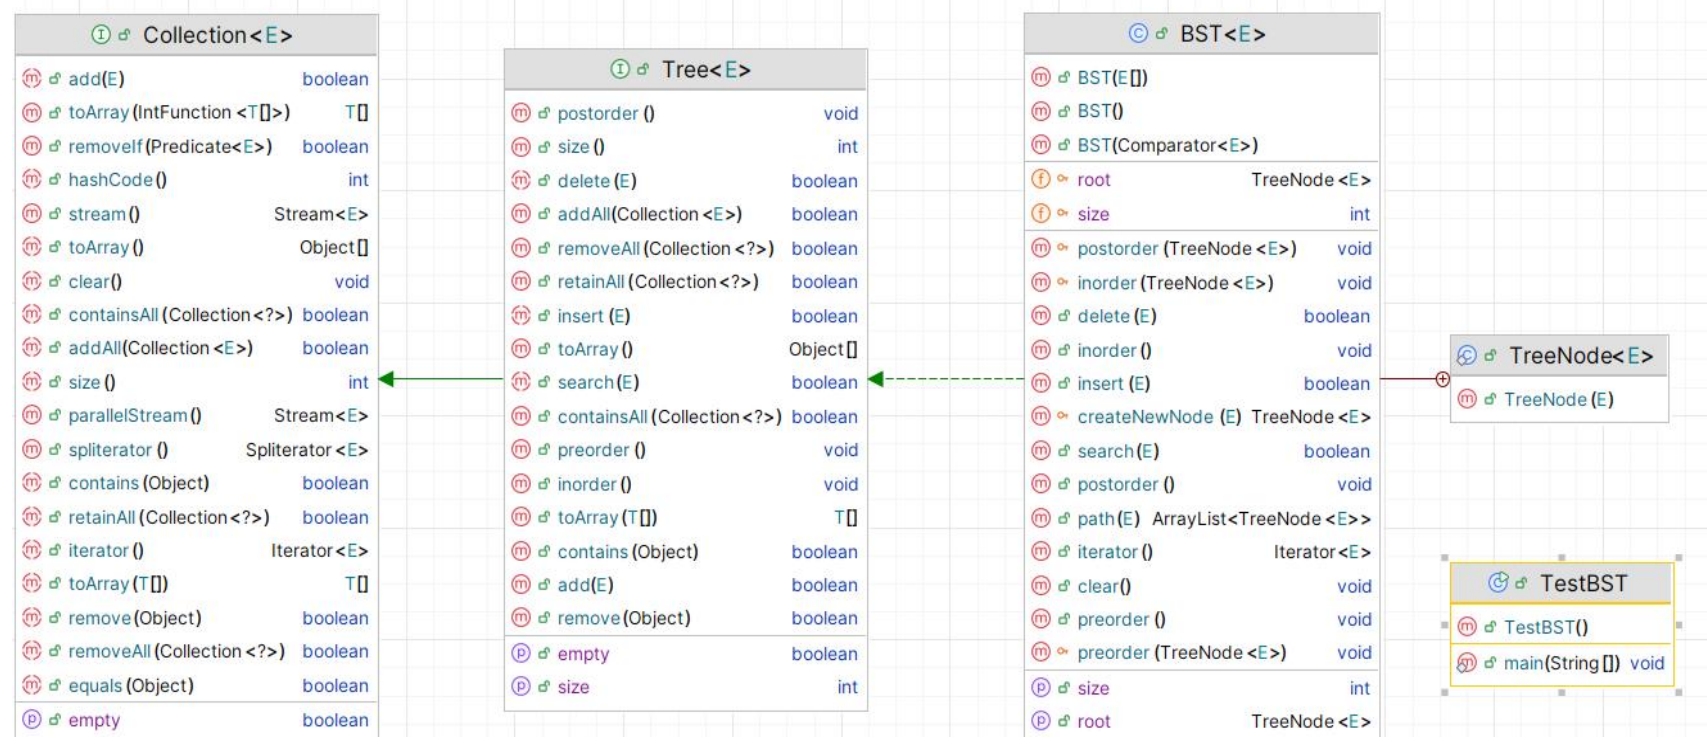 Collection<E>
add(E) boolean
toArray(IntFunction<T[]>) T[]
removeIf(Predicate<E>) boolean
hashCode() int
stream() Stream<E>
toArray() Object[]
clear() void
containsAll(Collection<?>) boolean
addAll(Collection<E>) boolean
size() int
parallelStream() Stream<E>
spliterator() Spliterator<E>
contains(Object) boolean
retainAll(Collection<?>) boolean
iterator() Iterator<E>
toArray(T[]) T[]
remove(Object) boolean
removeAll(Collection<?>) boolean
equals(Object) boolean
empty boolean
Tree<E>
postorder() void
size() int
delete(E) boolean
addAll(Collection<E>) boolean
removeAll(Collection<?>) boolean
retainAll(Collection<?>) boolean
insert(E) boolean
toArray() Object[]
search(E) boolean
containsAll(Collection<?>) boolean
preorder() void
inorder() void
toArray(T[]) T[]
contains(Object) boolean
add(E) boolean
remove(Object) boolean
empty boolean
size int
BST<E>
BST(E[])
BST()
BST(Comparator<E>)
root TreeNode<E>
size int
postorder(TreeNode<E>) void
inorder(TreeNode<E>) void
delete(E) boolean
inorder() void
insert(E) boolean
createNewNode(E) TreeNode<E>
search(E) boolean
postorder() void
path(E) ArrayList<TreeNode<E>>
iterator() Iterator<E>
clear() void
preorder() void
preorder(TreeNode<E>) void
size int
root TreeNode<E>
TreeNode<E>
TreeNode(E)
TestBST
TestBST()
main(String[]) void